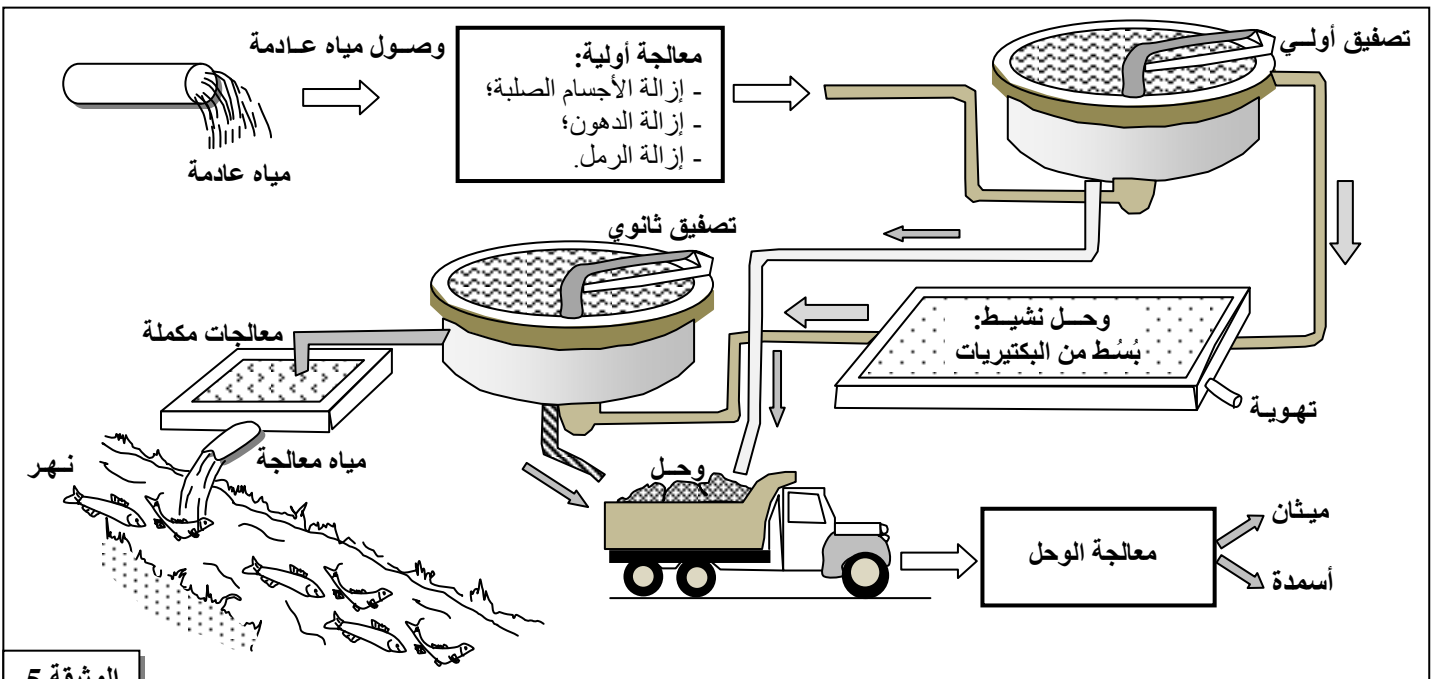 وصول مياه عادمة
مياه عادمة
معالجة أولية:
- إزالة الأجسام الصلبة؛
- إزالة الدهون؛
- إزالة الرمل.
تصفيق أولي
تصفيق ثانوي
وحل نشيط:
بُسُط من البكتيريات
تهوية
معالجات مكملة
مياه معالجة
نهر
وحل
معالجة الوحل
ميثان
أسمدة
الوثيقة 5